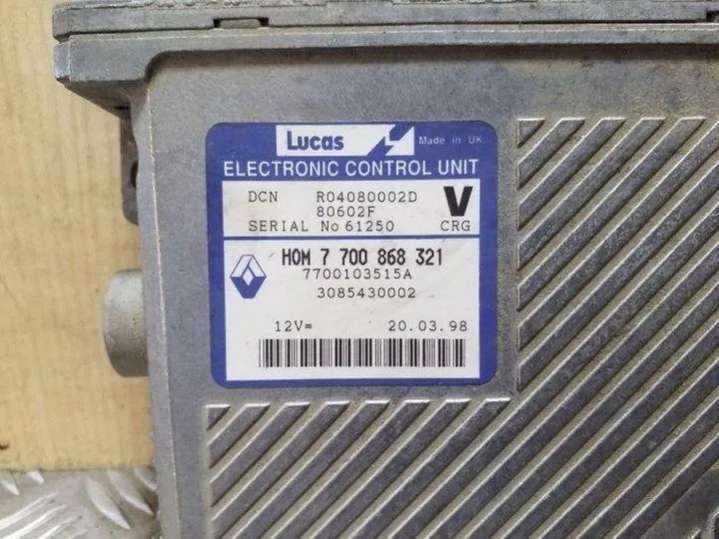 Lucas Made in UK
ELECTRONIC CONTROL UNIT
DCN R04080002D
80602F V
SERIAL No 61250 CRG
HOM 7 700 868 321
7700103515A
3085430002
12V= 20.03.98